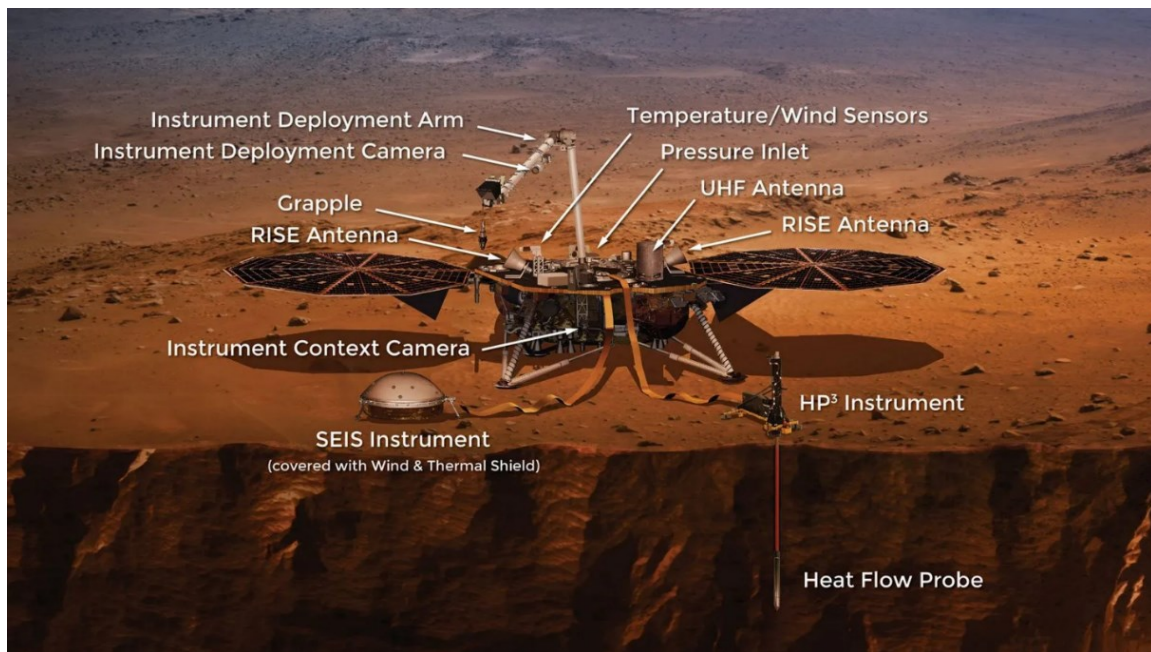 Instrument Deployment Arm
Temperature/Wind Sensors
Instrument Deployment Camera
Pressure Inlet
UHF Antenna
Grapple
RISE Antenna
RISE Antenna
Instrument Context Camera
HP³ Instrument
SEIS Instrument
(covered with Wind & Thermal Shield)
Heat Flow Probe